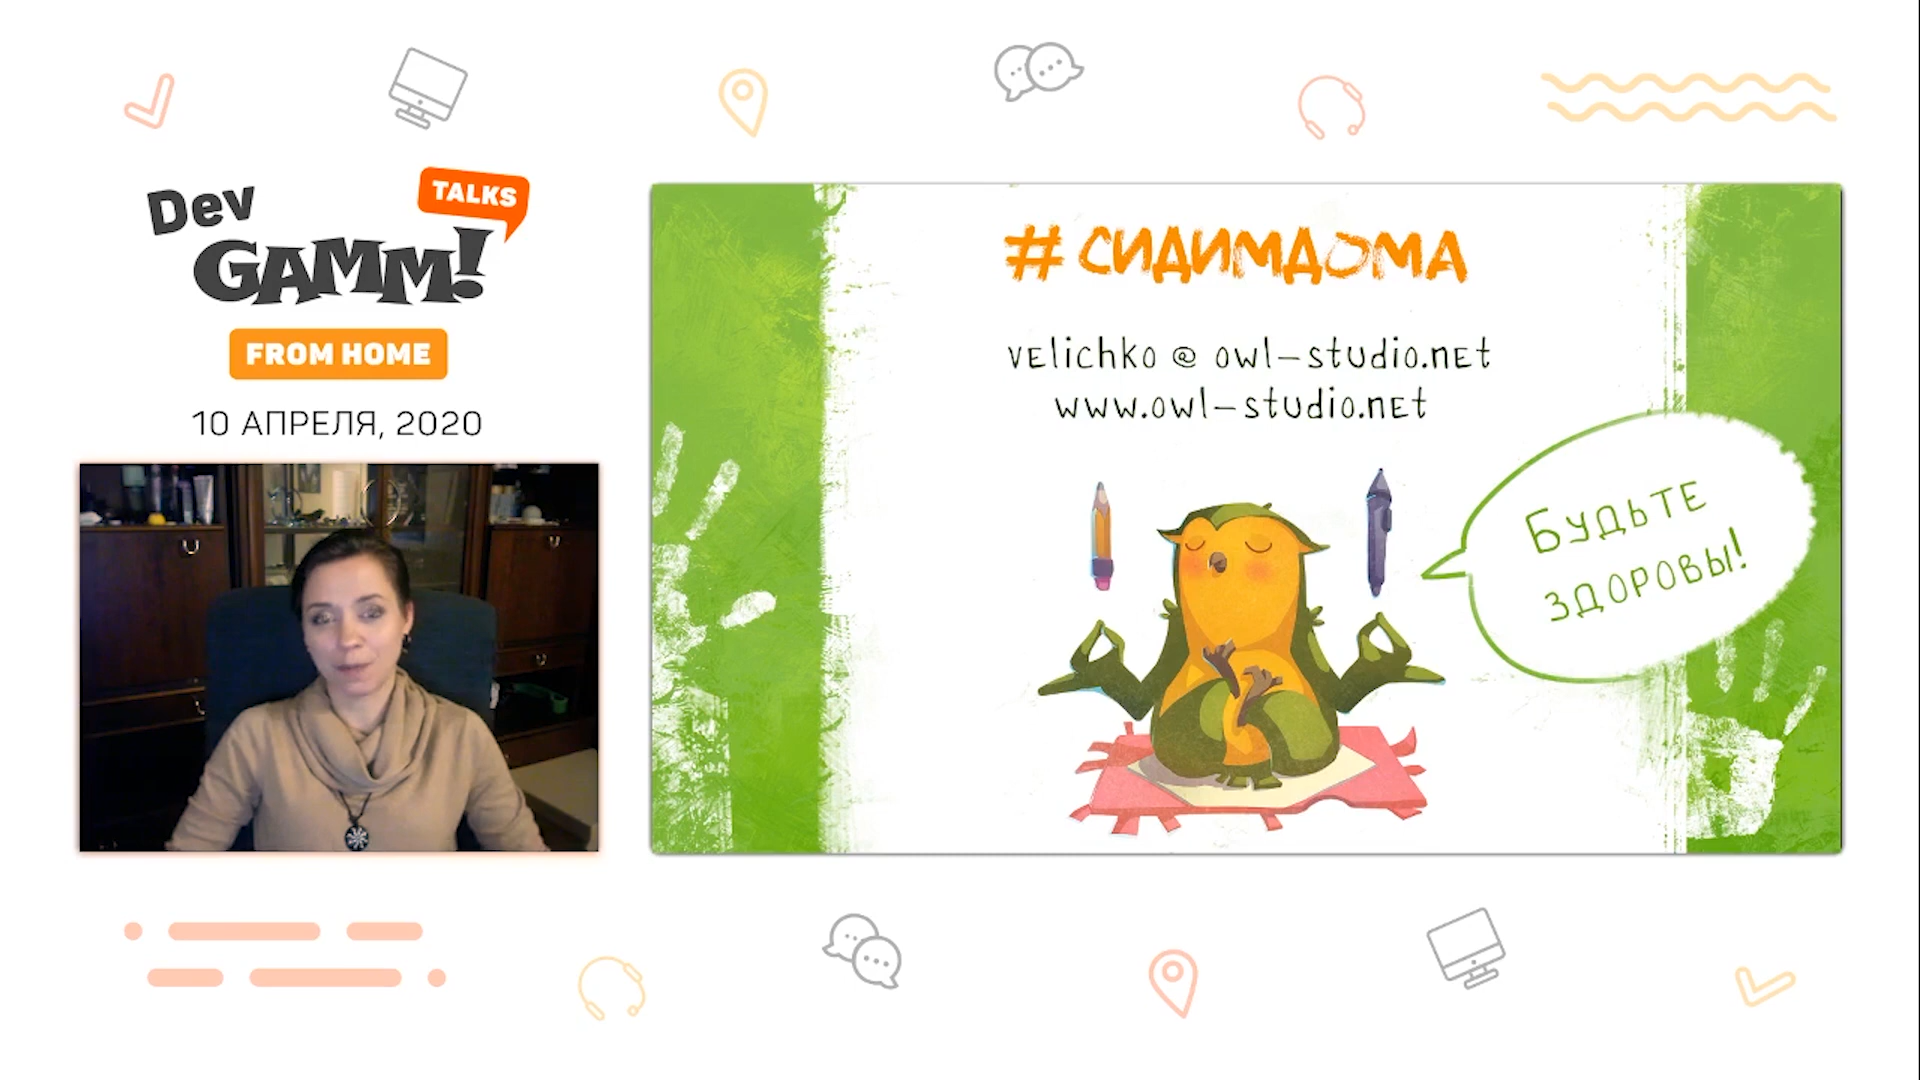 Dev
GAMM!
TALKS
FROM HOME
10 АПРЕЛЯ, 2020
#СИДИМДОМА
velichko @ owl-studio.net
www.owl-studio.net
Будьте
здоровы!